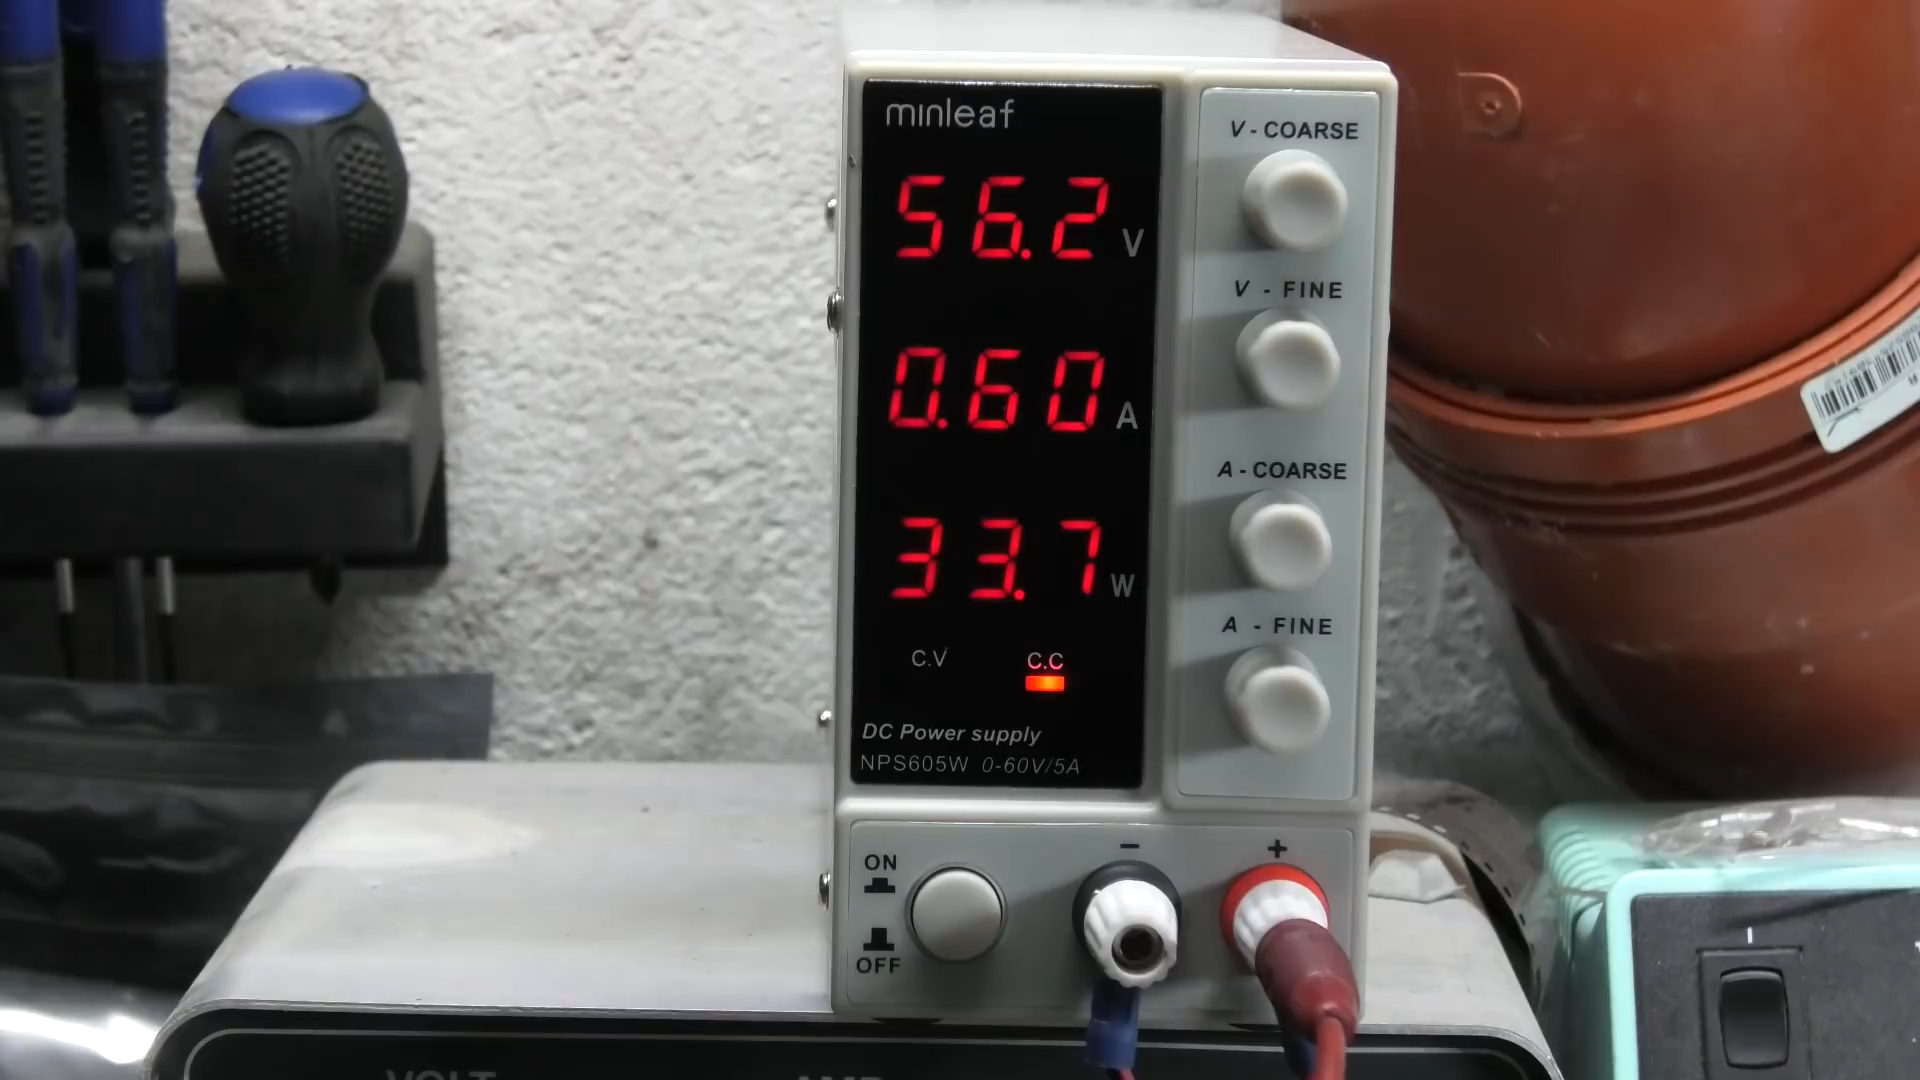 minleaf
56.2 V
0.60 A
33.7 W
C.V C.C
DC Power supply
NPS605W 0-60V/5A
V - COARSE
V - FINE
A - COARSE
A - FINE
ON
OFF
- +
VOLT